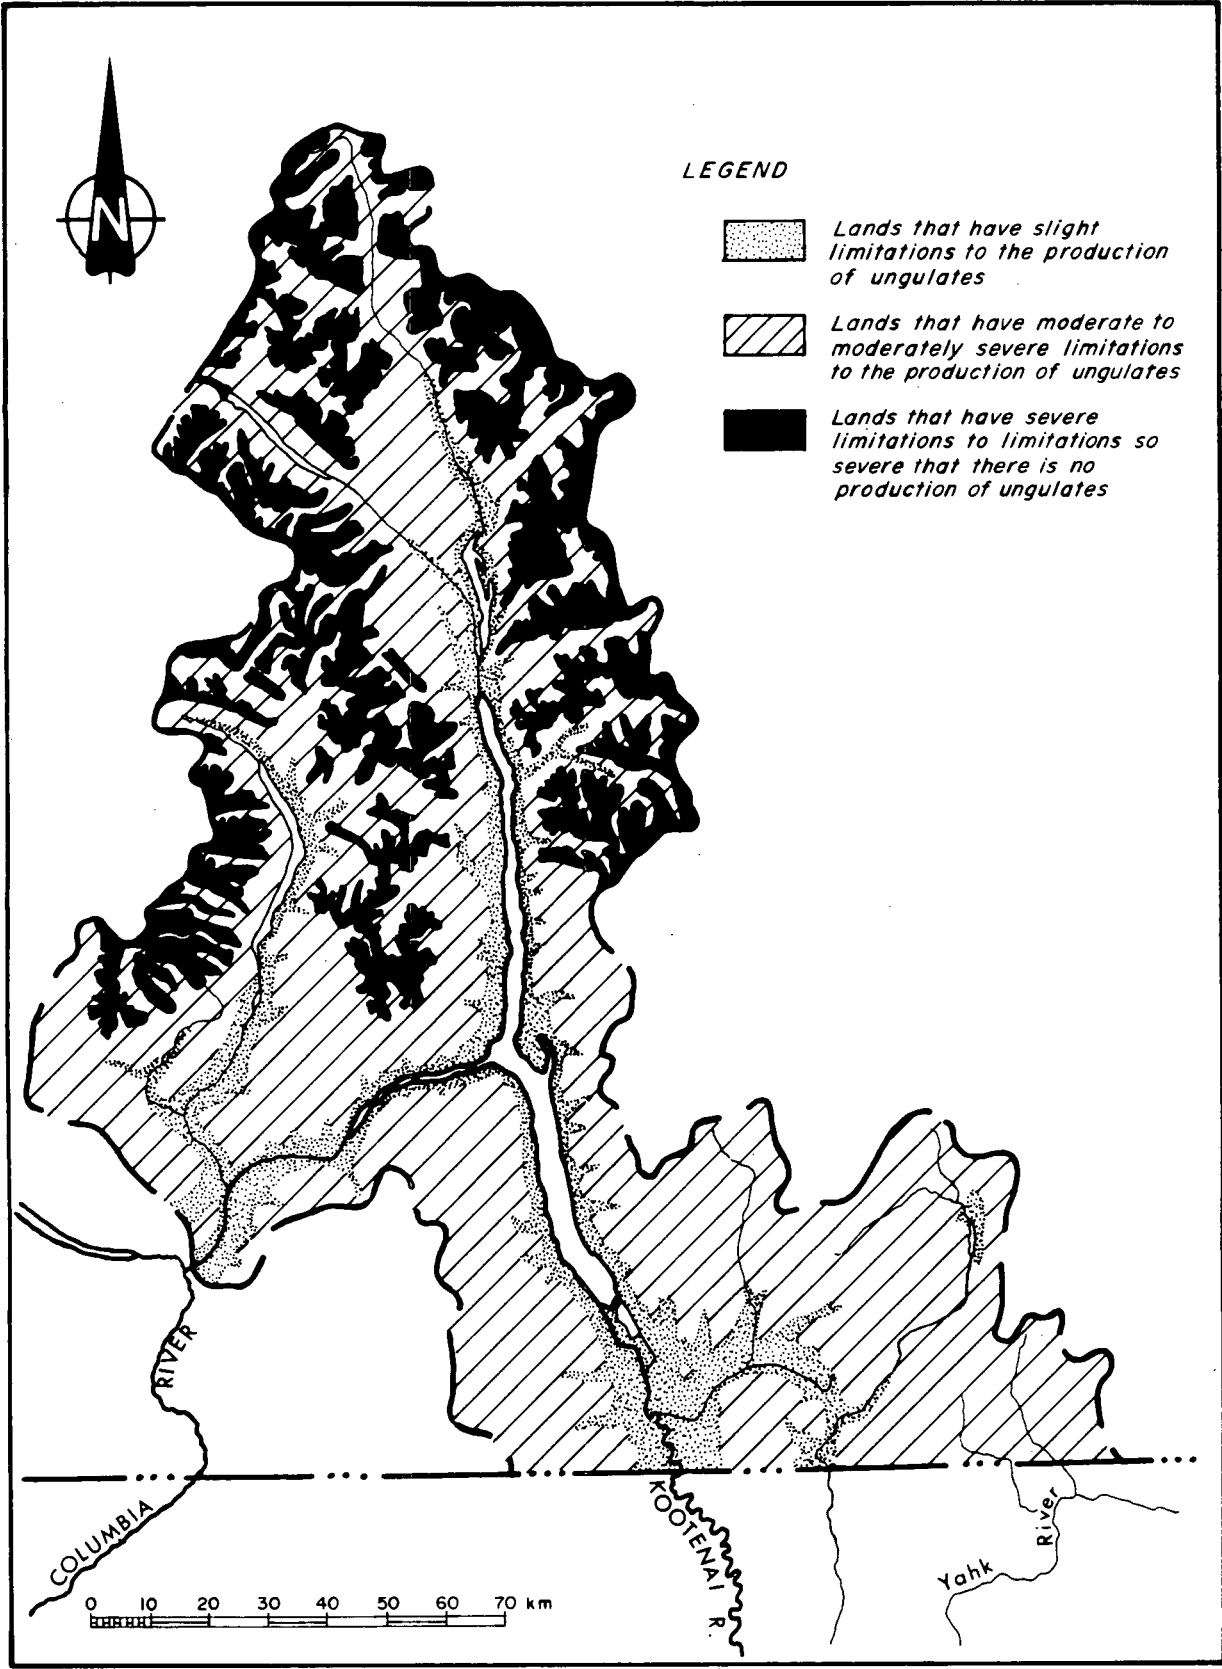 N
LEGEND
Lands that have slight
limitations to the production
of ungulates
Lands that have moderate to
moderately severe limitations
to the production of ungulates
Lands that have severe
limitations to limitations so
severe that there is no
production of ungulates
RIVER
COLUMBIA
KOOTENAI R.
River
Yahk
0 10 20 30 40 50 60 70 km